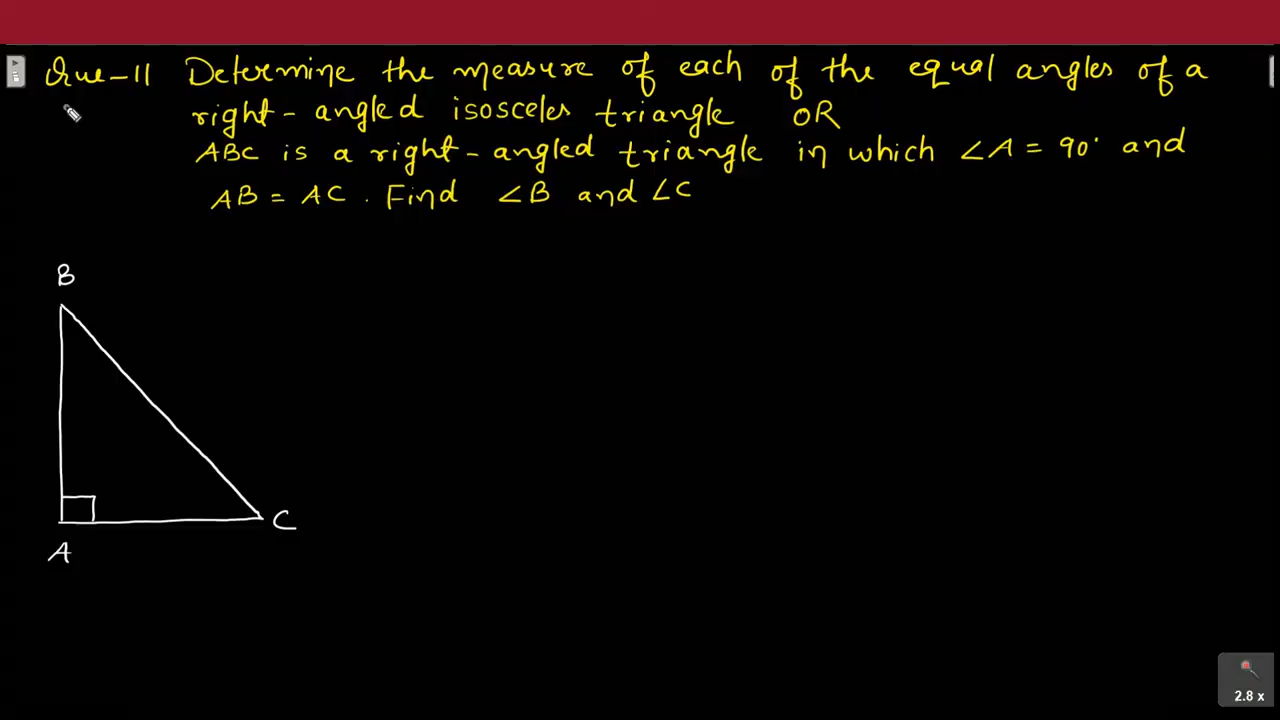 Que-11 Determine the measure of each of the equal angles of a
right-angled isosceles triangle OR
ABC is a right-angled triangle in which ∠A = 90° and
AB = AC. Find ∠B and ∠C
B
C
A
2.8 x